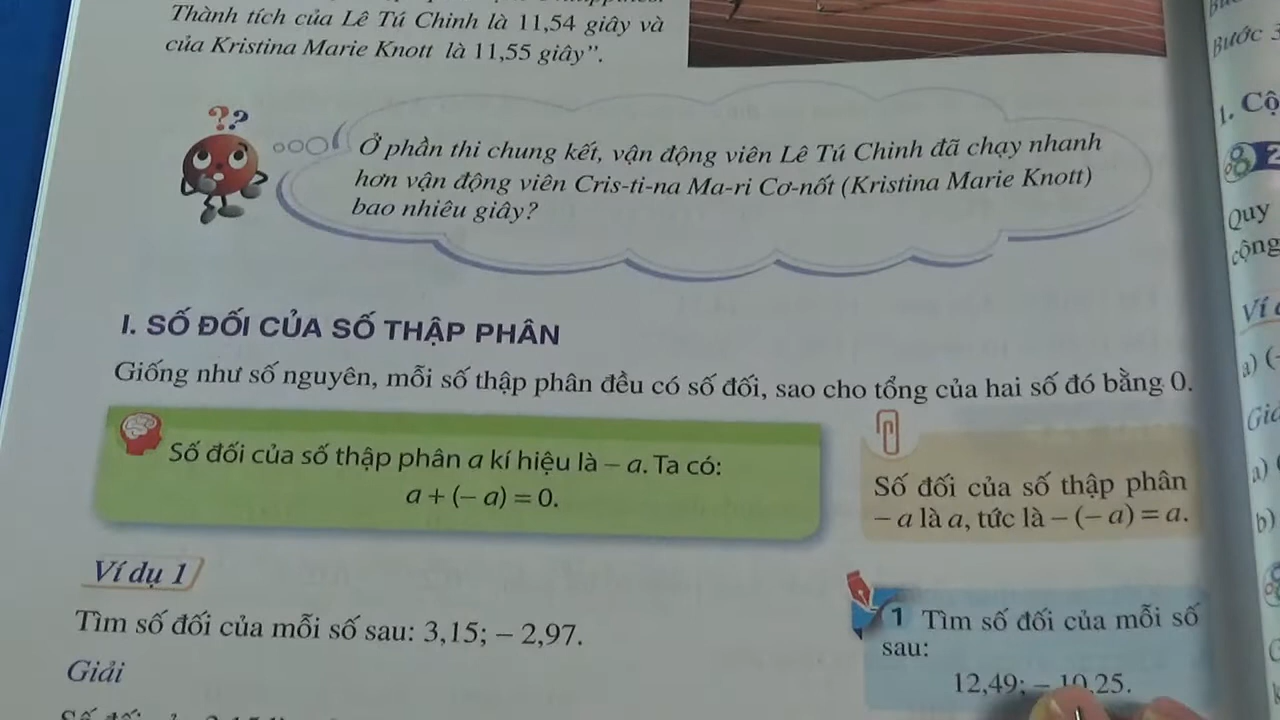 Thành tích của Lê Tú Chinh là 11,54 giây và
của Kristina Marie Knott là 11,55 giây”.
??
Ở phần thi chung kết, vận động viên Lê Tú Chinh đã chạy nhanh
hơn vận động viên Cris-ti-na Ma-ri Cơ-nốt (Kristina Marie Knott)
bao nhiêu giây?
I. SỐ ĐỐI CỦA SỐ THẬP PHÂN
Giống như số nguyên, mỗi số thập phân đều có số đối, sao cho tổng của hai số đó bằng 0.
Số đối của số thập phân a kí hiệu là – a. Ta có:
a + (– a) = 0.
Số đối của số thập phân
– a là a, tức là – (– a) = a.
Ví dụ 1
Tìm số đối của mỗi số sau: 3,15; – 2,97.
Giải
1 Tìm số đối của mỗi số
sau:
12,49; – 10,25.
Bước 3
1. Cộ
2
Quy
cộng
Ví d
a) (–
Giả
a)
b)